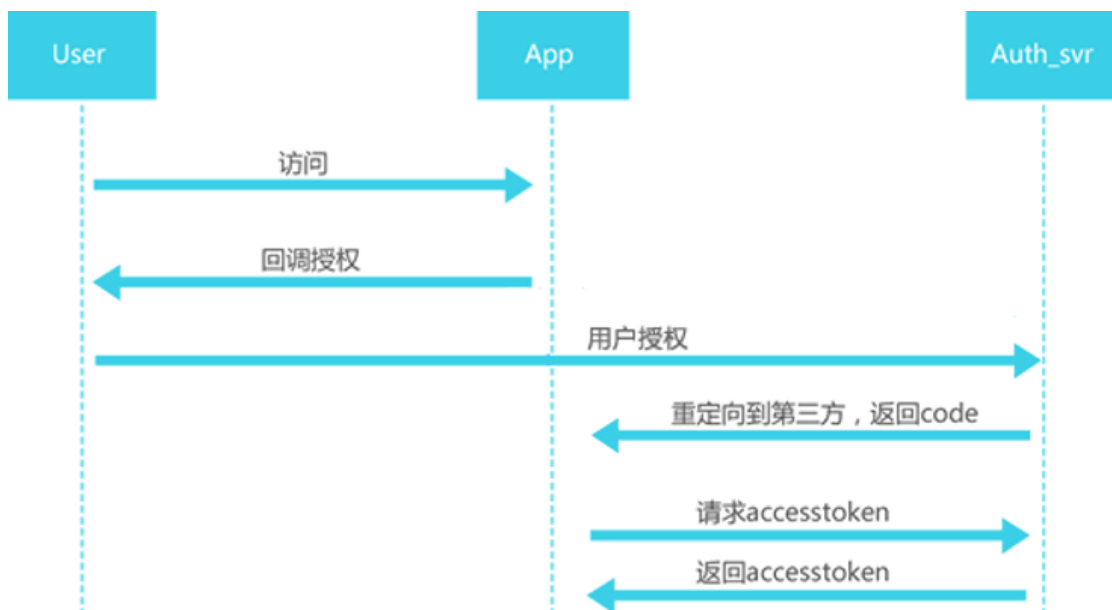 User
App
Auth_svr
访问
回调授权
用户授权
重定向到第三方，返回code
请求accesstoken
返回accesstoken